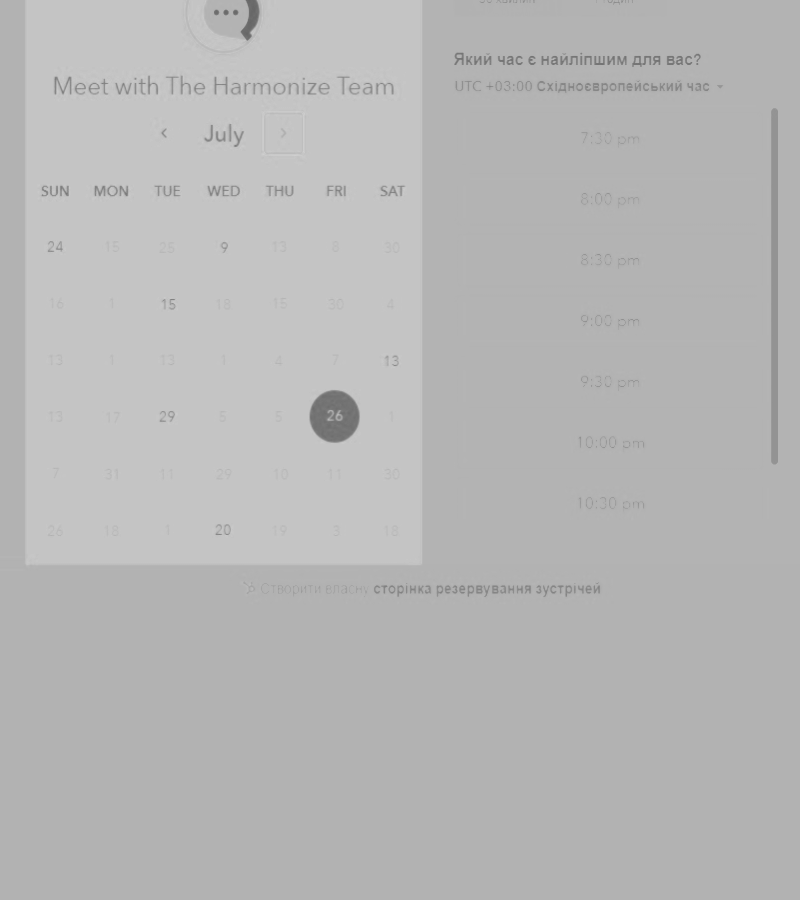 Meet with The Harmonize Team
July
SUN MON TUE WED THU FRI SAT
24 15 25 9 13 8 30
16 1 15 18 15 30 4
13 1 13 1 4 7 13
13 17 29 5 5 26 1
7 31 11 29 10 11 30
26 18 1 20 19 3 18
Який час є найліпшим для вас?
UTC +03:00 Східноєвропейський час
7:30 pm
8:00 pm
8:30 pm
9:00 pm
9:30 pm
10:00 pm
10:30 pm
Створити власну сторінка резервування зустрічей